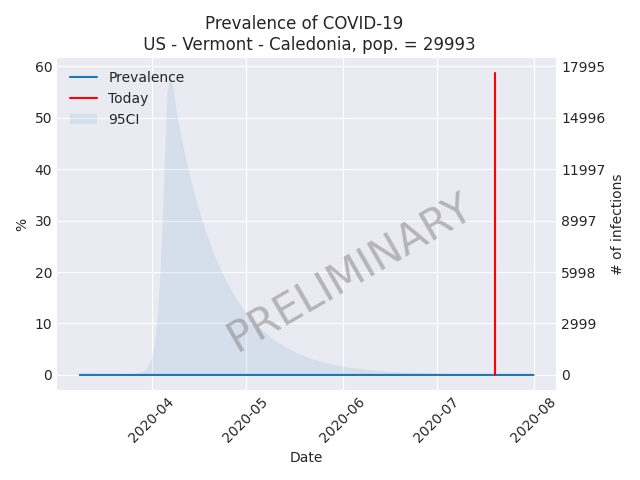 Prevalence of COVID-19
US - Vermont - Caledonia, pop. = 29993
Prevalence
Today
95CI
60
50
40
30
20
10
0
%
17995
14996
11997
8997
5998
2999
0
# of infections
PRELIMINARY
2020-04
2020-05
2020-06
2020-07
2020-08
Date